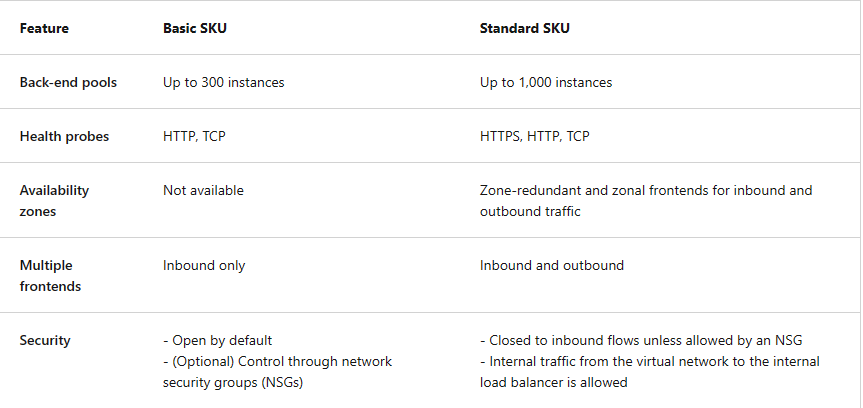 Feature Basic SKU Standard SKU
Back-end pools Up to 300 instances Up to 1,000 instances
Health probes HTTP, TCP HTTPS, HTTP, TCP
Availability zones Not available Zone-redundant and zonal frontends for inbound and outbound traffic
Multiple frontends Inbound only Inbound and outbound
Security - Open by default - Closed to inbound flows unless allowed by an NSG
- (Optional) Control through network security groups (NSGs) - Internal traffic from the virtual network to the internal load balancer is allowed